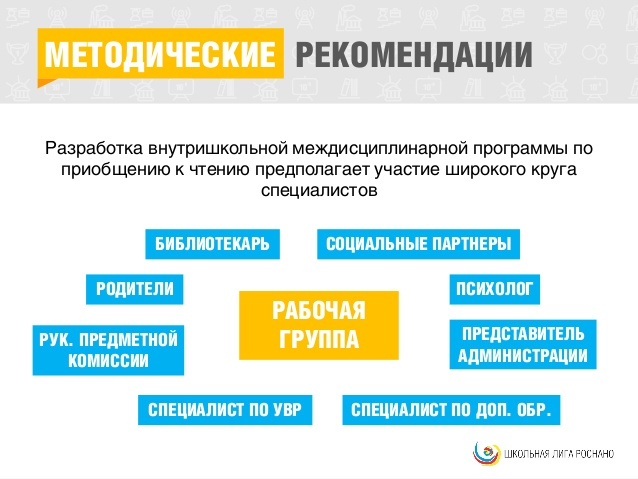 МЕТОДИЧЕСКИЕ РЕКОМЕНДАЦИИ
Разработка внутришкольной междисциплинарной программы по
приобщению к чтению предполагает участие широкого круга
специалистов
БИБЛИОТЕКАРЬ
СОЦИАЛЬНЫЕ ПАРТНЕРЫ
РОДИТЕЛИ
ПСИХОЛОГ
РАБОЧАЯ
ГРУППА
РУК. ПРЕДМЕТНОЙ
КОМИССИИ
ПРЕДСТАВИТЕЛЬ
АДМИНИСТРАЦИИ
СПЕЦИАЛИСТ ПО УВР
СПЕЦИАЛИСТ ПО ДОП. ОБР.
ШКОЛЬНАЯ ЛИГА РОСНАНО